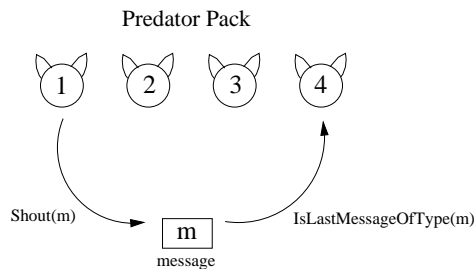 Predator Pack
1 2 3 4
Shout(m)
IsLastMessageOfType(m)
m
message